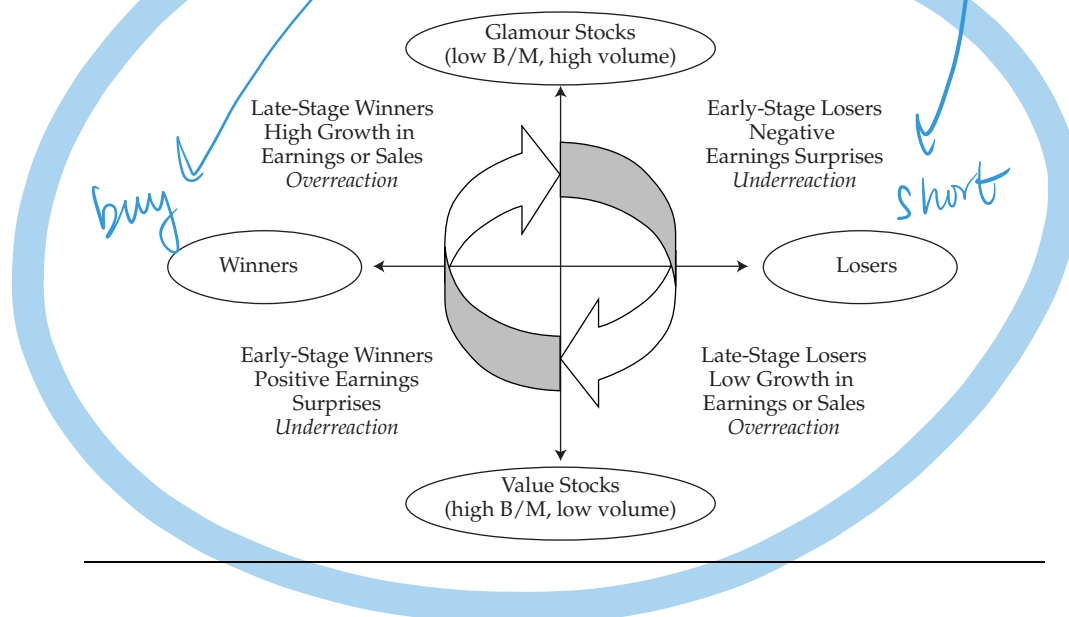 Glamour Stocks
(low B/M, high volume)
Late-Stage Winners
High Growth in
Earnings or Sales
Overreaction
Early-Stage Losers
Negative
Earnings Surprises
Underreaction
buy
short
Winners
Losers
Early-Stage Winners
Positive Earnings
Surprises
Underreaction
Late-Stage Losers
Low Growth in
Earnings or Sales
Overreaction
Value Stocks
(high B/M, low volume)